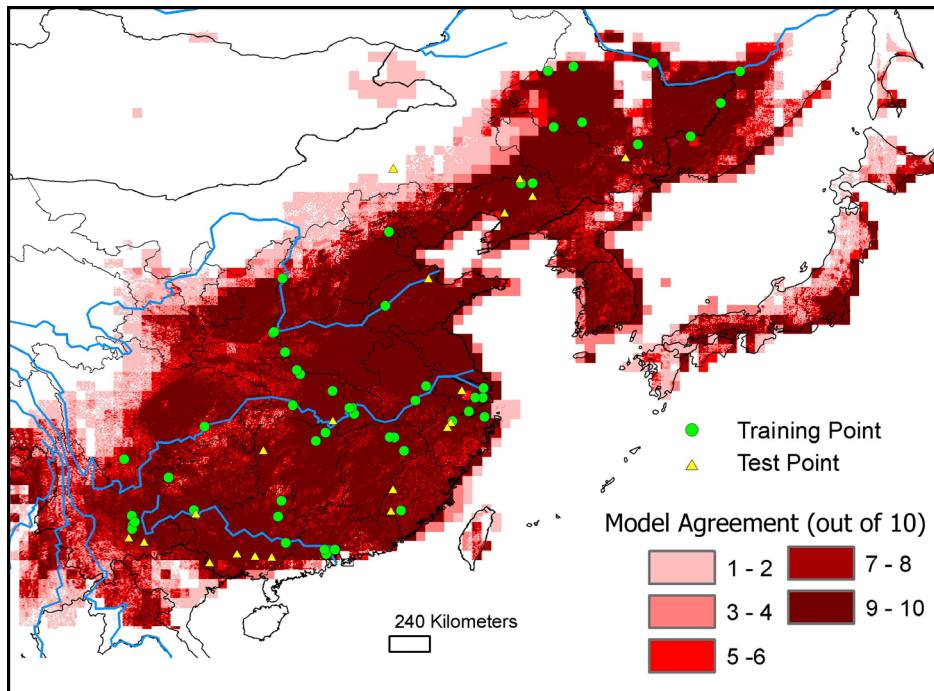 Training Point
Test Point
Model Agreement (out of 10)
1 - 2
7 - 8
3 - 4
9 - 10
5 -6
240 Kilometers